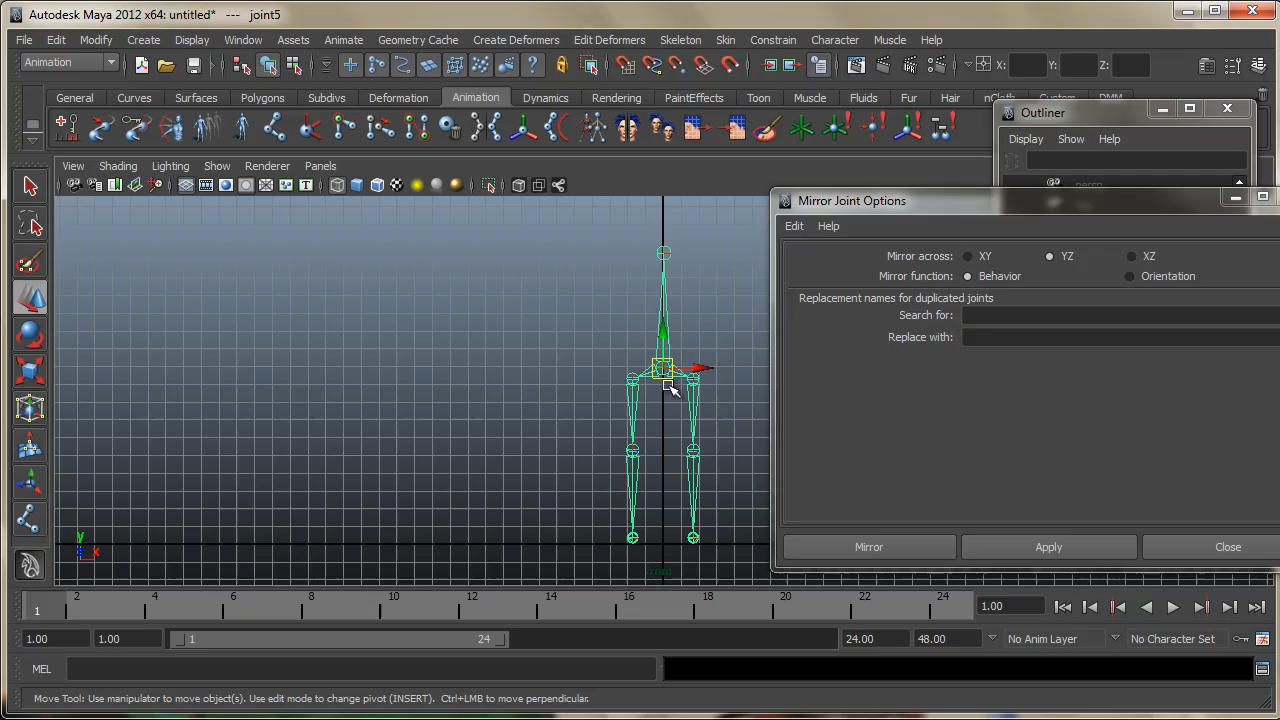 Autodesk Maya 2012 x64: untitled* --- joint5
File Edit Modify Create Display Window Assets Animate Geometry Cache Create Deformers Edit Deformers Skeleton Skin Constrain Character Muscle Help
Animation X: Y: Z:
General Curves Surfaces Polygons Subdivs Deformation Animation Dynamics Rendering PaintEffects Toon Muscle Fluids Fur Hair nCloth Custom
Outliner
Display Show Help
persp
View Shading Lighting Show Renderer Panels
Mirror Joint Options
Edit Help
Mirror across: XY YZ XZ
Mirror function: Behavior Orientation
Replacement names for duplicated joints
Search for:
Replace with:
Mirror Apply Close
y
z x
front
1 2 4 6 8 10 12 14 16 18 20 22 24 1.00
1.00 1.00 1 24 24.00 48.00 No Anim Layer No Character Set
MEL
Move Tool: Use manipulator to move object(s). Use edit mode to change pivot (INSERT). Ctrl+LMB to move perpendicular.